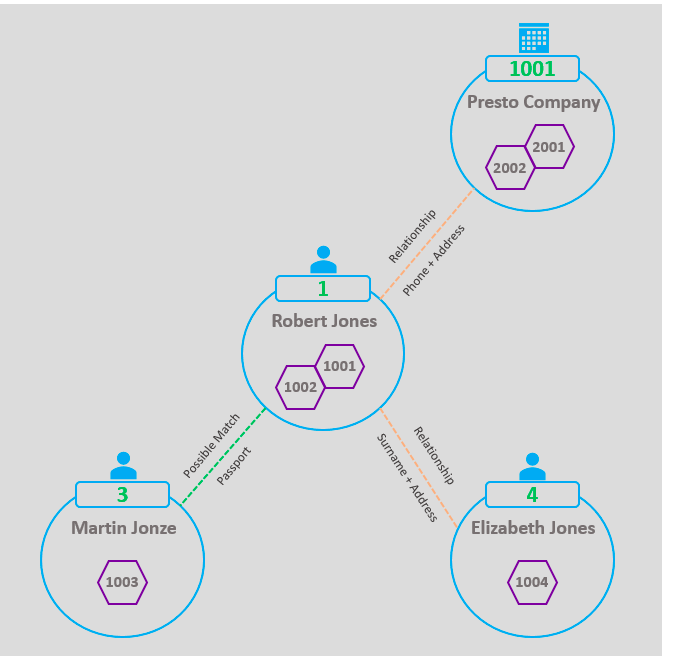 1001
Presto Company
2001
2002
Relationship
Phone + Address
1
Robert Jones
1001
1002
Possible Match
Passport
Relationship
Surname + Address
3
Martin Jonze
1003
4
Elizabeth Jones
1004